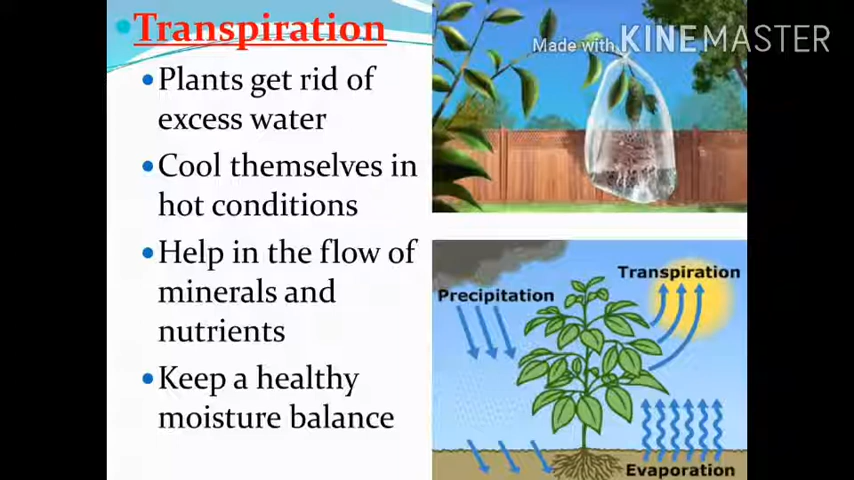 Transpiration
Plants get rid of
excess water
Cool themselves in
hot conditions
Help in the flow of
minerals and
nutrients
Keep a healthy
moisture balance
Made with KINEMASTER
Transpiration
Precipitation
Evaporation